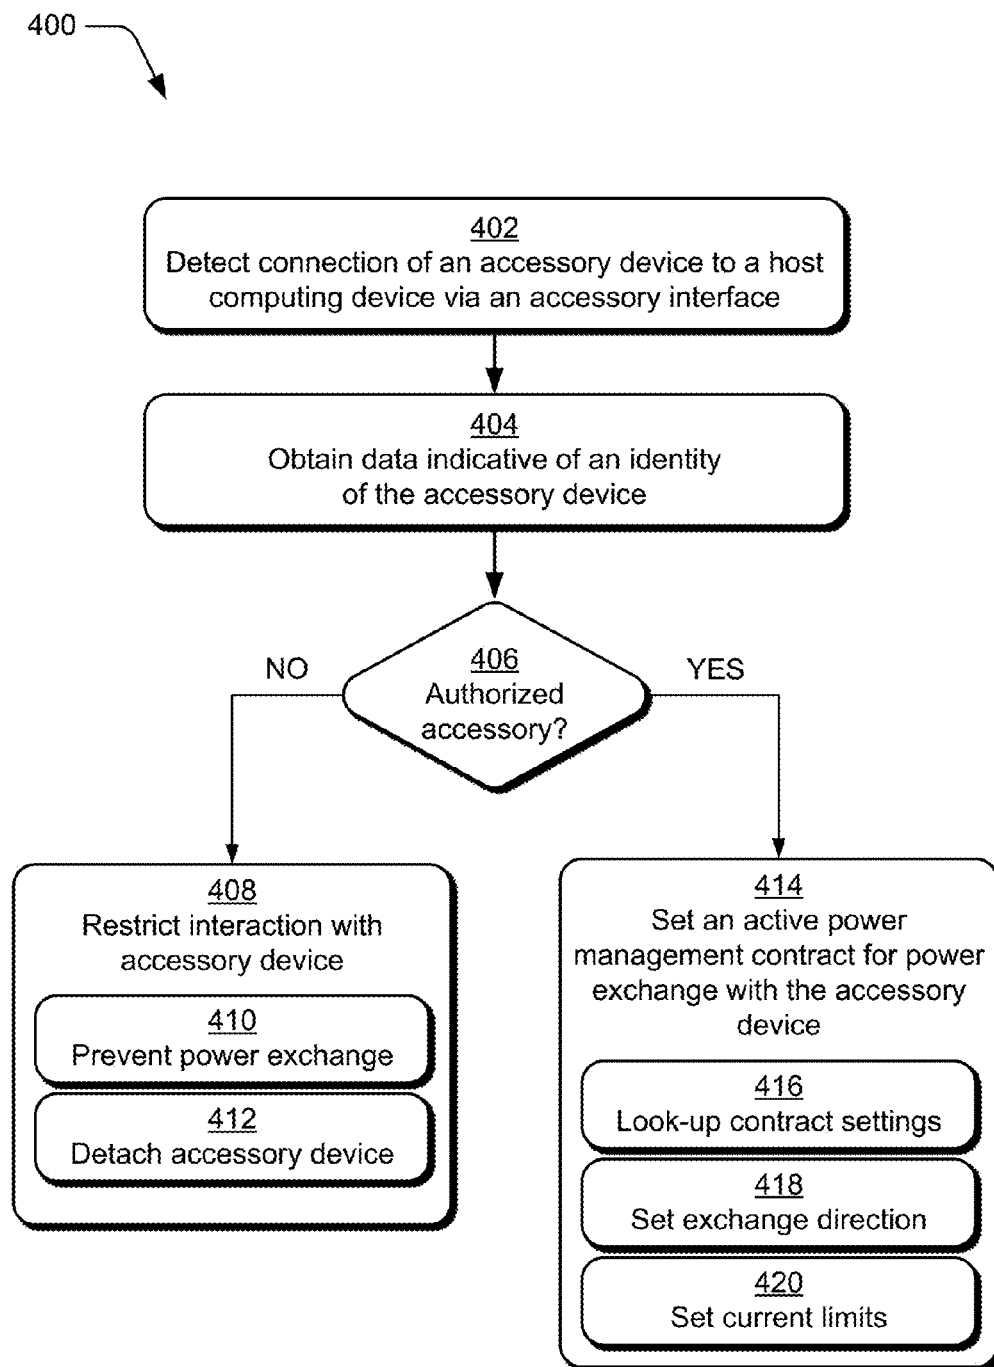 400
402
Detect connection of an accessory device to a host
computing device via an accessory interface
404
Obtain data indicative of an identity
of the accessory device
406
Authorized
accessory?
NO
YES
408
Restrict interaction with
accessory device
410
Prevent power exchange
412
Detach accessory device
414
Set an active power
management contract for power
exchange with the accessory
device
416
Look-up contract settings
418
Set exchange direction
420
Set current limits